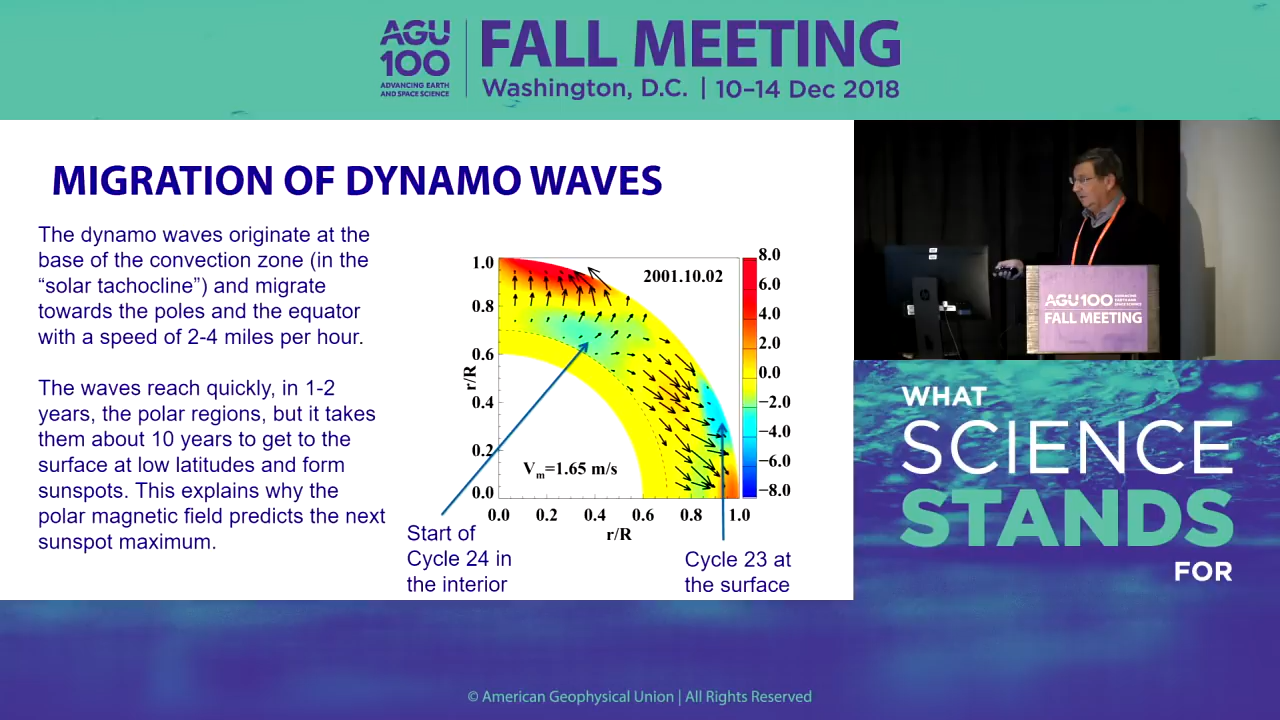 AGU
100
ADVANCING EARTH
AND SPACE SCIENCE
FALL MEETING
Washington, D.C. | 10–14 Dec 2018
MIGRATION OF DYNAMO WAVES
The dynamo waves originate at the
base of the convection zone (in the
“solar tachocline”) and migrate
towards the poles and the equator
with a speed of 2-4 miles per hour.
The waves reach quickly, in 1-2
years, the polar regions, but it takes
them about 10 years to get to the
surface at low latitudes and form
sunspots. This explains why the
polar magnetic field predicts the next
sunspot maximum.
2001.10.02
1.0
0.8
0.6
0.4
0.2
0.0
r/R
Vm=1.65 m/s
0.0 0.2 0.4 0.6 0.8 1.0
r/R
8.0
6.0
4.0
2.0
0.0
−2.0
−4.0
−6.0
−8.0
Start of
Cycle 24 in
the interior
Cycle 23 at
the surface
AGU100 ADVANCING EARTH AND SPACE SCIENCE
FALL MEETING
WHAT
SCIENCE
STANDS
FOR
© American Geophysical Union | All Rights Reserved